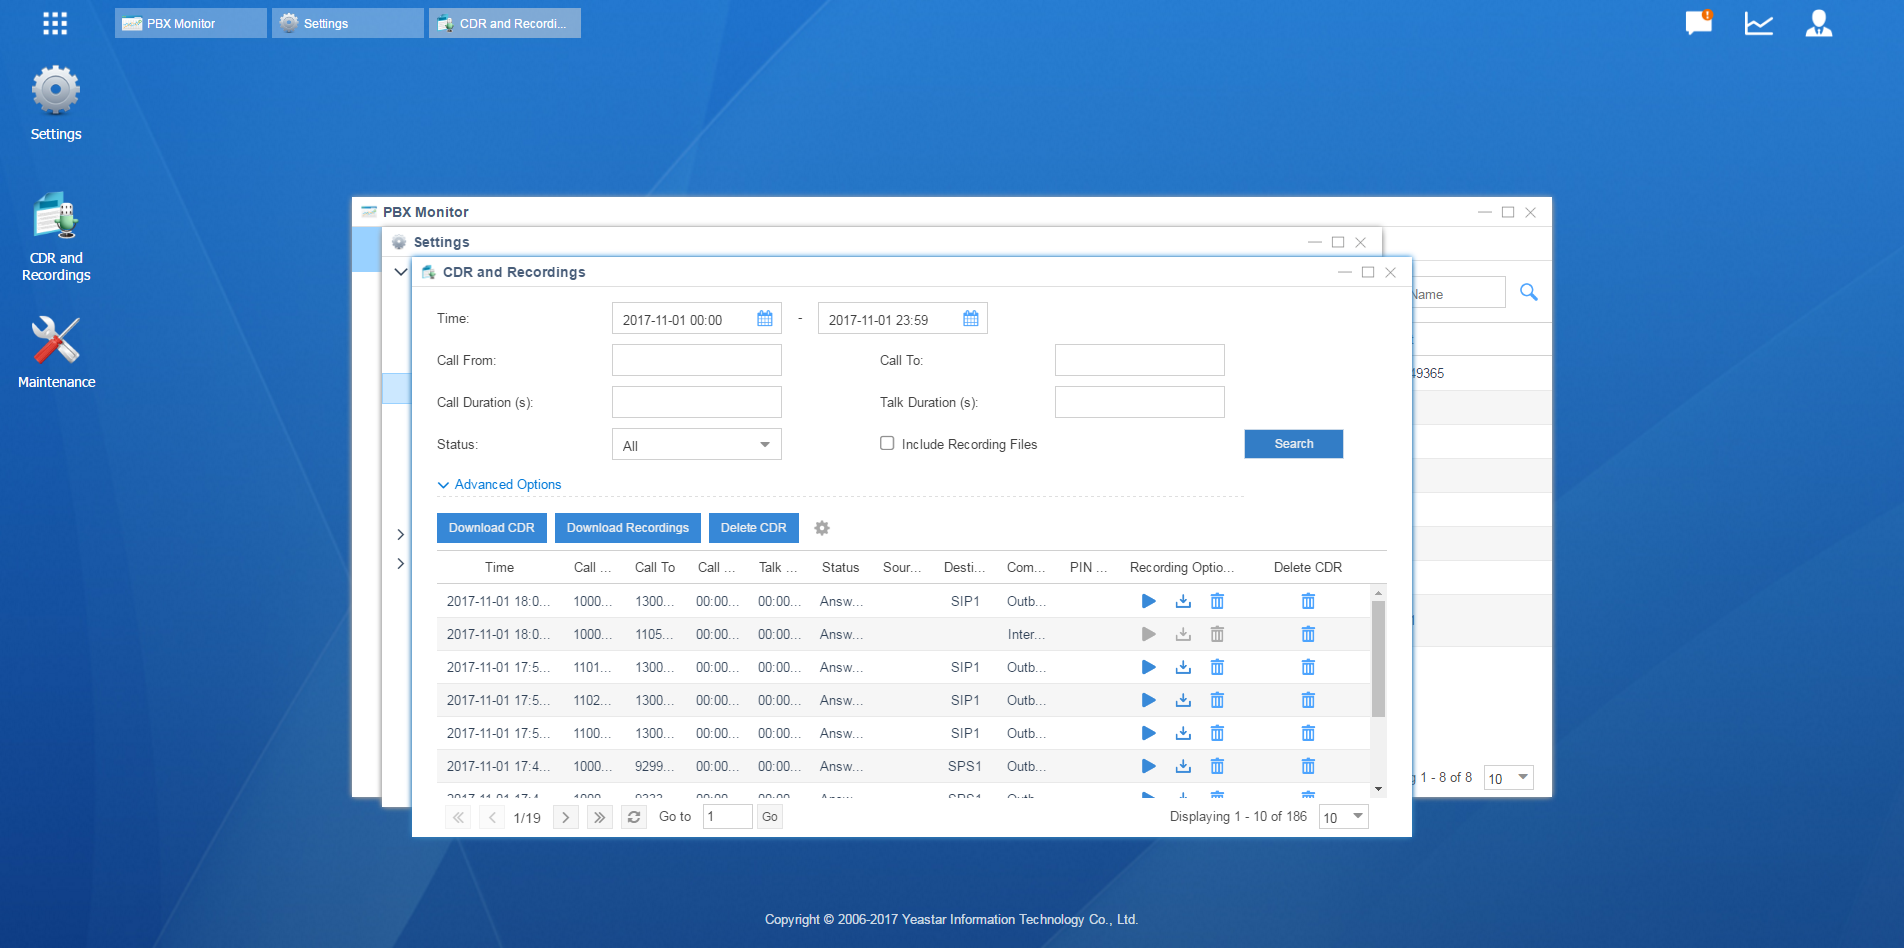 PBX Monitor
Settings
CDR and Recordi...
Settings
CDR and
Recordings
Maintenance
PBX Monitor
Settings
CDR and Recordings
Name
Time:
2017-11-01 00:00
-
2017-11-01 23:59
Call From:
Call To:
49365
Call Duration (s):
Talk Duration (s):
Status:
All
Include Recording Files
Search
Advanced Options
Download CDR
Download Recordings
Delete CDR
Time Call ... Call To Call ... Talk ... Status Sour... Desti... Com... PIN ... Recording Optio... Delete CDR
2017-11-01 18:0... 1000... 1300... 00:00... 00:00... Answ... SIP1 Outb...
2017-11-01 18:0... 1000... 1105... 00:00... 00:00... Answ... Inter...
2017-11-01 17:5... 1101... 1300... 00:00... 00:00... Answ... SIP1 Outb...
2017-11-01 17:5... 1102... 1300... 00:00... 00:00... Answ... SIP1 Outb...
2017-11-01 17:5... 1100... 1300... 00:00... 00:00... Answ... SIP1 Outb...
2017-11-01 17:4... 1000... 9299... 00:00... 00:00... Answ... SPS1 Outb...
1 - 8 of 8
10
1/19
Go to
1
Go
Displaying 1 - 10 of 186
10
Copyright © 2006-2017 Yeastar Information Technology Co., Ltd.